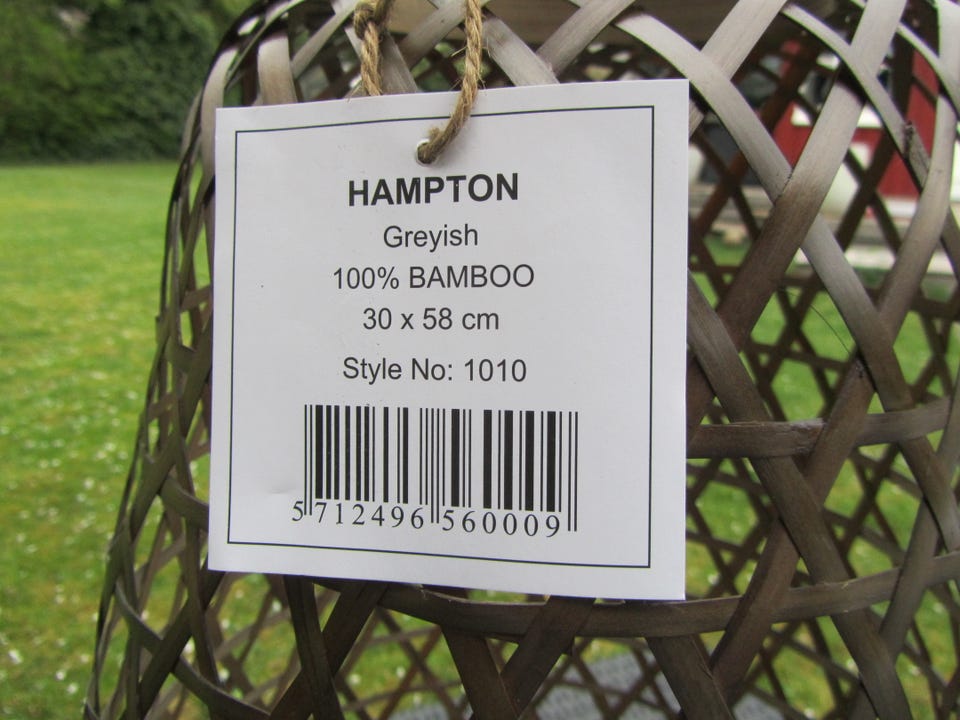 HAMPTON
Greyish
100% BAMBOO
30 x 58 cm
Style No: 1010
5 712496 560009